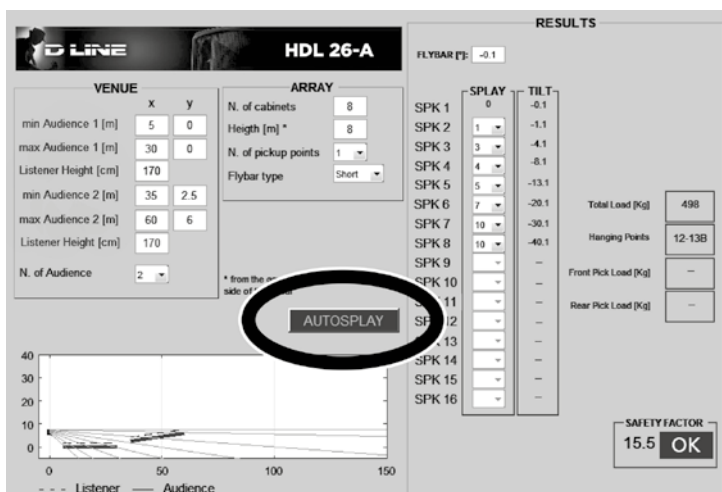 RESULTS
D LINE
HDL 26-A
FLYBAR [º]: -0.1
VENUE
x y
min Audience 1 [m] 5 0
max Audience 1 [m] 30 0
Listener Height [cm] 170
min Audience 2 [m] 35 2.5
max Audience 2 [m] 60 6
Listener Height [cm] 170
N. of Audience 2
ARRAY
N. of cabinets 8
Heigth [m] * 8
N. of pickup points 1
Flybar type Short
* from the
side of
AUTOSPLAY
SPLAY TILT
SPK 1 0 -0.1
SPK 2 1 -1.1
SPK 3 3 -4.1
SPK 4 4 -8.1
SPK 5 5 -13.1
SPK 6 7 -20.1
SPK 7 10 -30.1
SPK 8 10 -40.1
SPK 9 –
SPK 10 –
11 –
12 –
SPK 13 –
SPK 14 –
SPK 15 –
SPK 16 –
Total Load [Kg] 498
Hanging Points 12-13B
Front Pick Load [Kg] –
Rear Pick Load [Kg] –
SAFETY FACTOR
15.5 OK
40
30
20
10
0
0 50 100 150
- - - Listener — Audience